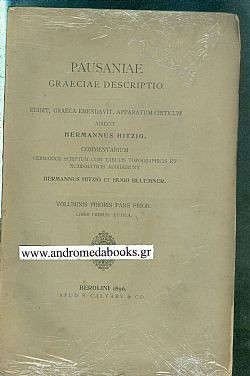 PAUSANIAE
GRAECIAE DESCRIPTIO.
EDIDIT, GRAECA EMENDAVIT, APPARATUM CRITICUM
ADIECIT
HERMANNUS HITZIG,
COMMENTARIUM
GERMANICE SCRIPTUM CUM TABULIS TOPOGRAPHICIS ET
NUMISMATICIS ADDIDERUNT
HERMANNUS HITZIG ET HUGO BLUEMNER.
VOLUMINIS PRIORIS PARS PRIOR.
LIBER PRIMUS: ATTICA.
www.andromedabooks.gr
BEROLINI 1896.
APUD S. CALVARY & CO.